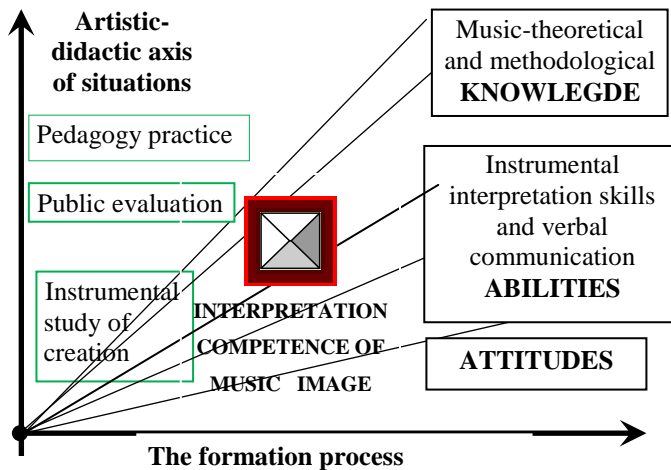 Artistic-
didactic axis
of situations
Pedagogy practice
Public evaluation
Instrumental
study of
creation
INTERPRETATION
COMPETENCE OF
MUSIC IMAGE
Music-theoretical
and methodological
KNOWLEGDE
Instrumental
interpretation skills
and verbal
communication
ABILITIES
ATTITUDES
The formation process